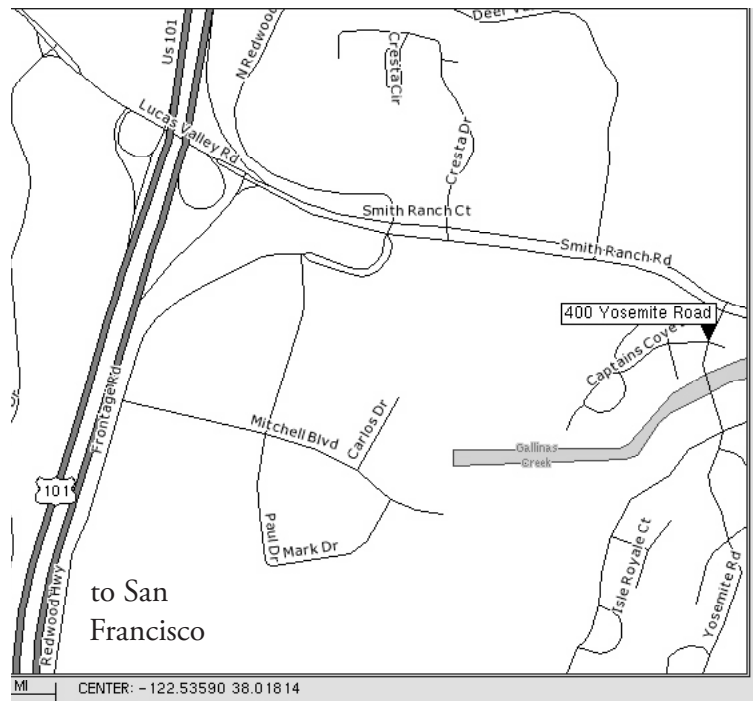 Us 101
N Redwood
Cresta Cir
Lucas Valley Rd
Cresta Dr
Smith Ranch Ct
Smith Ranch Rd
400 Yosemite Road
Captains Cove
Frontage Rd
Mitchell Blvd
Carlos Dr
Gallinas
Creek
101
Paul Dr
Mark Dr
Isle Royale Ct
Yosemite Rd
Redwood Hwy
to San
Francisco
MI
CENTER: -122.53590 38.01814